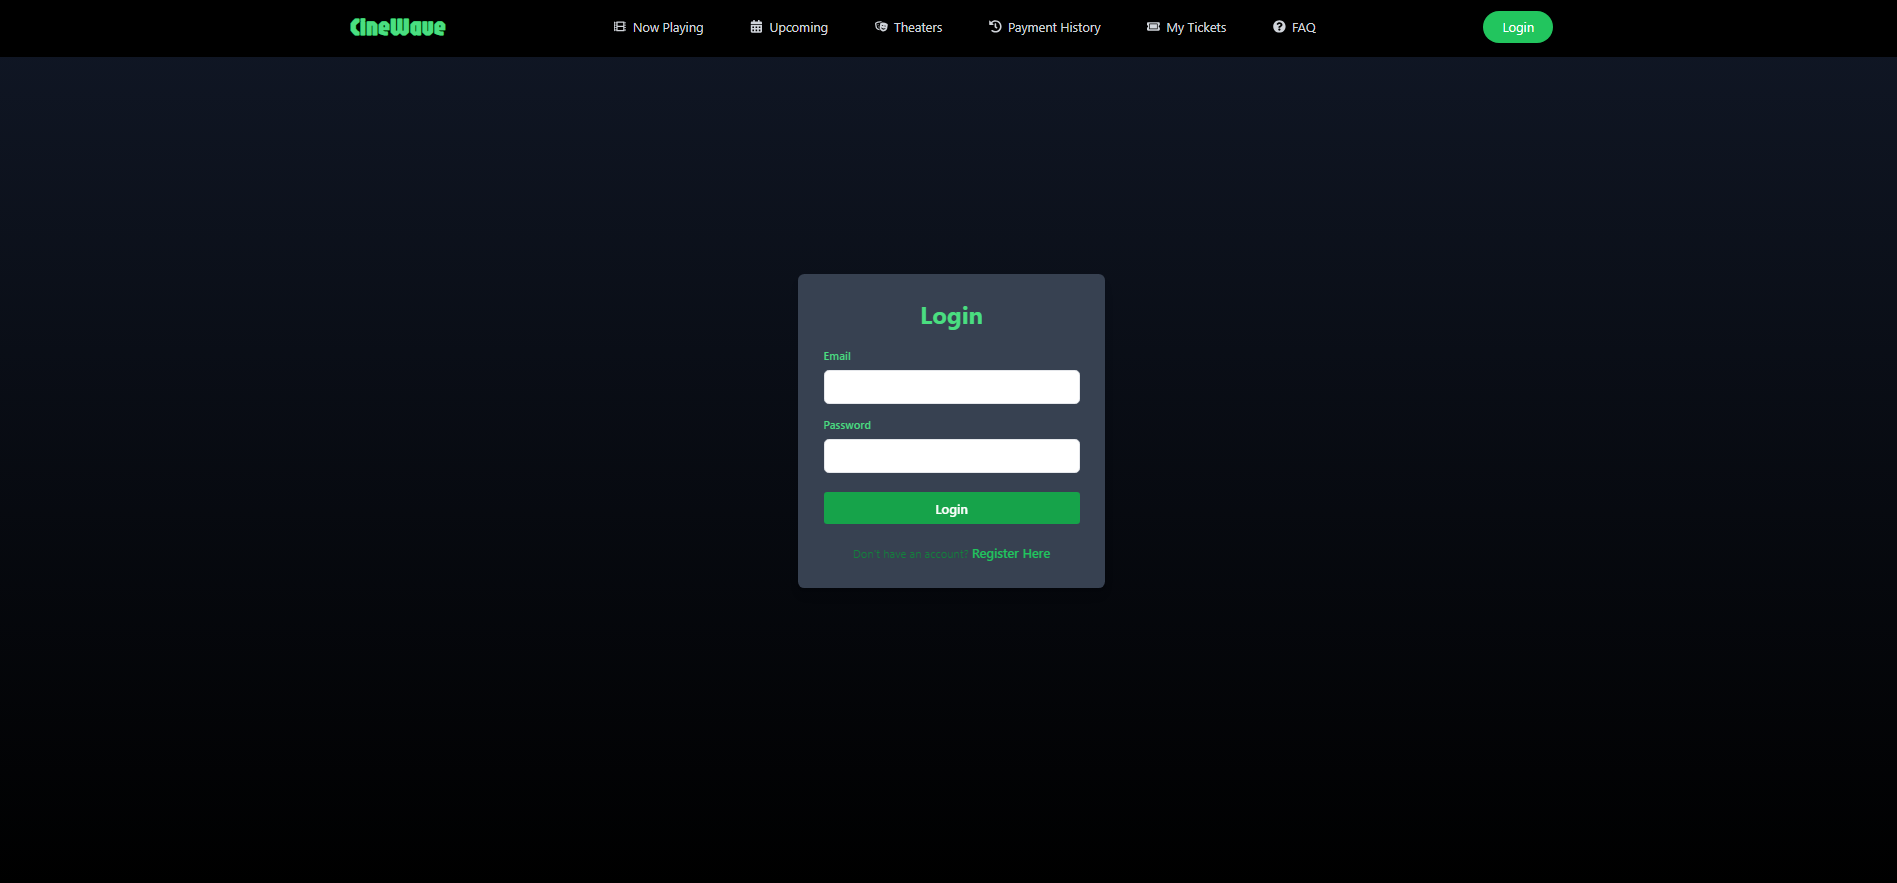 CineWave Now Playing Upcoming Theaters Payment History My Tickets FAQ Login
Login
Email
Password
Login
Don't have an account? Register Here